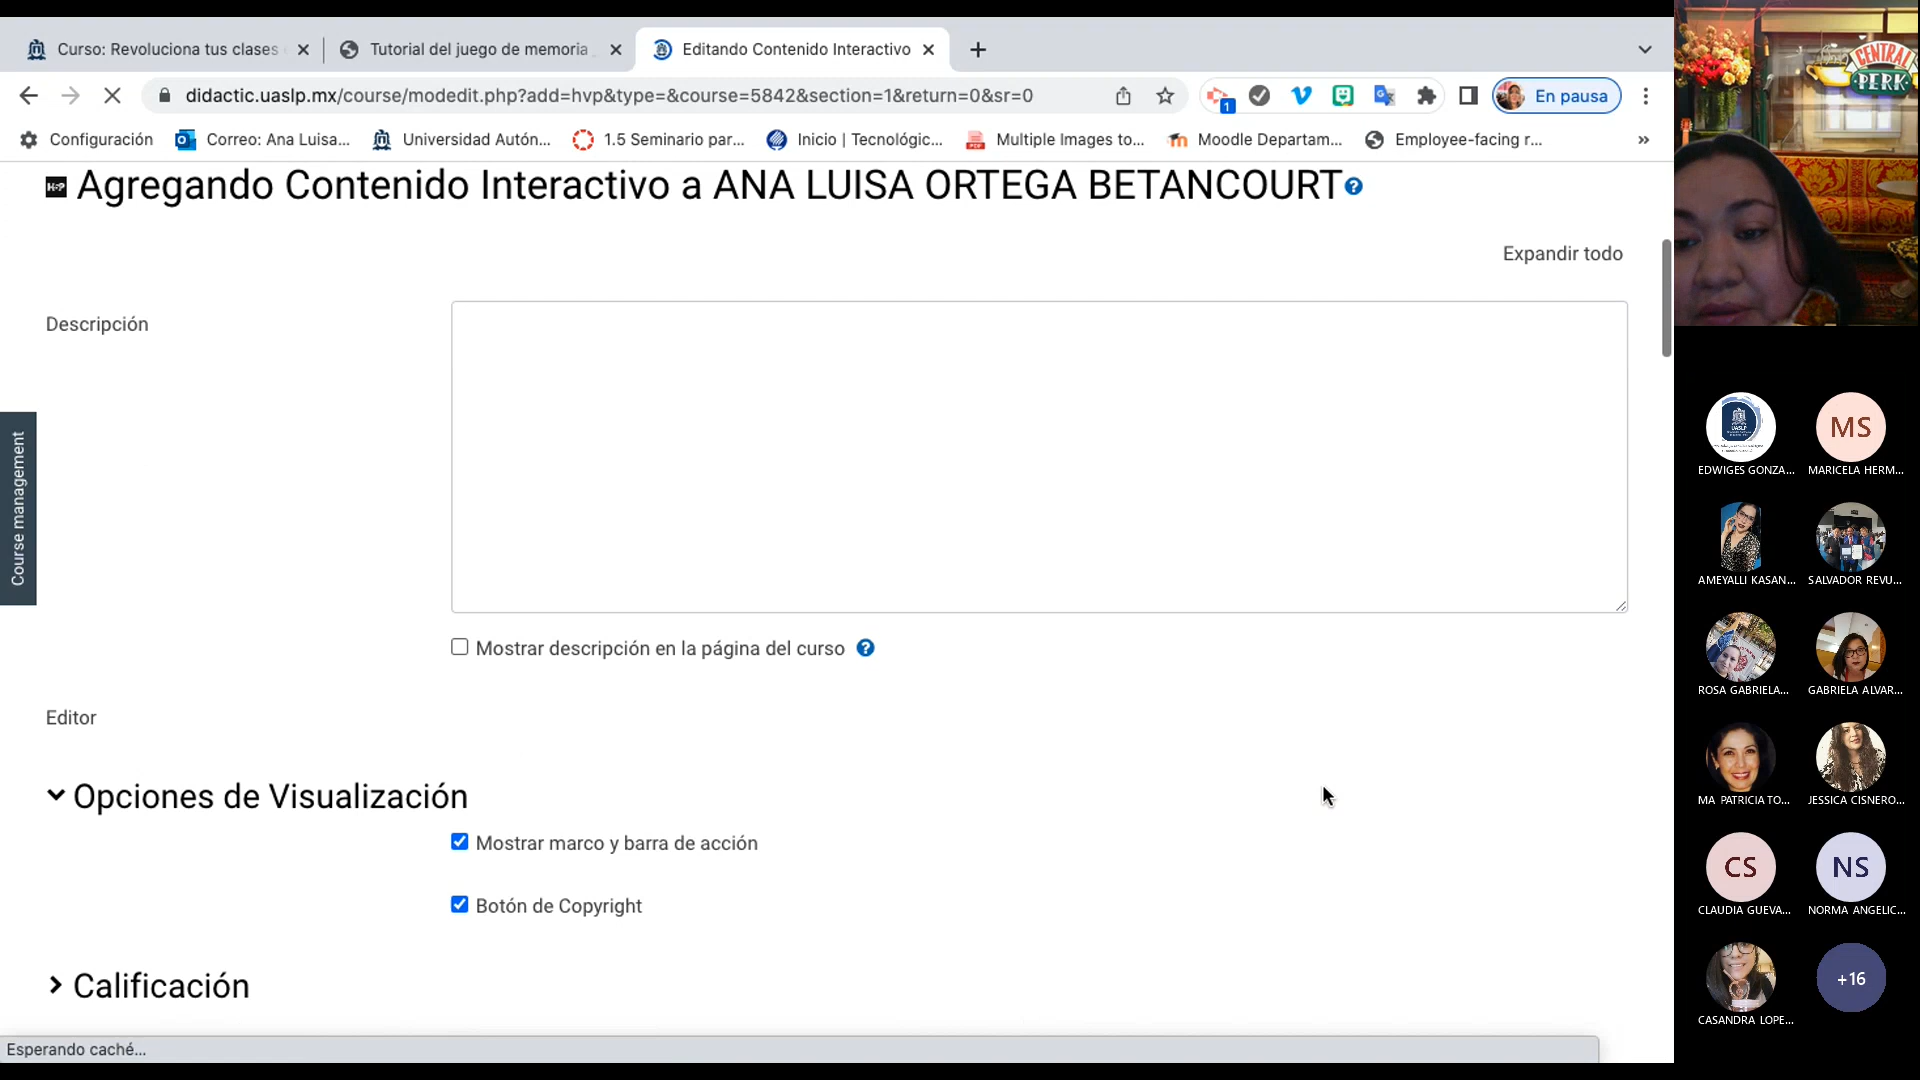 Curso: Revoluciona tus clases
Tutorial del juego de memoria
Editando Contenido Interactivo
didactic.uaslp.mx/course/modedit.php?add=hvp&type=&course=5842&section=1&return=0&sr=0
1
En pausa
Configuración
Correo: Ana Luisa...
Universidad Autón...
1.5 Seminario par...
Inicio | Tecnológic...
Multiple Images to...
Moodle Departam...
Employee-facing r...
»
H5P Agregando Contenido Interactivo a ANA LUISA ORTEGA BETANCOURT
Expandir todo
Descripción
Course management
Mostrar descripción en la página del curso
Editor
Opciones de Visualización
Mostrar marco y barra de acción
Botón de Copyright
Calificación
Esperando caché...
CENTRAL
PERK
UASLP
MS
EDWIGES GONZA...
MARICELA HERM...
AMEYALLI KASAN...
SALVADOR REVU...
ROSA GABRIELA...
GABRIELA ALVAR...
MA PATRICIA TO...
JESSICA CISNERO...
CS
NS
CLAUDIA GUEVA...
NORMA ANGELIC...
+16
CASANDRA LOPE...